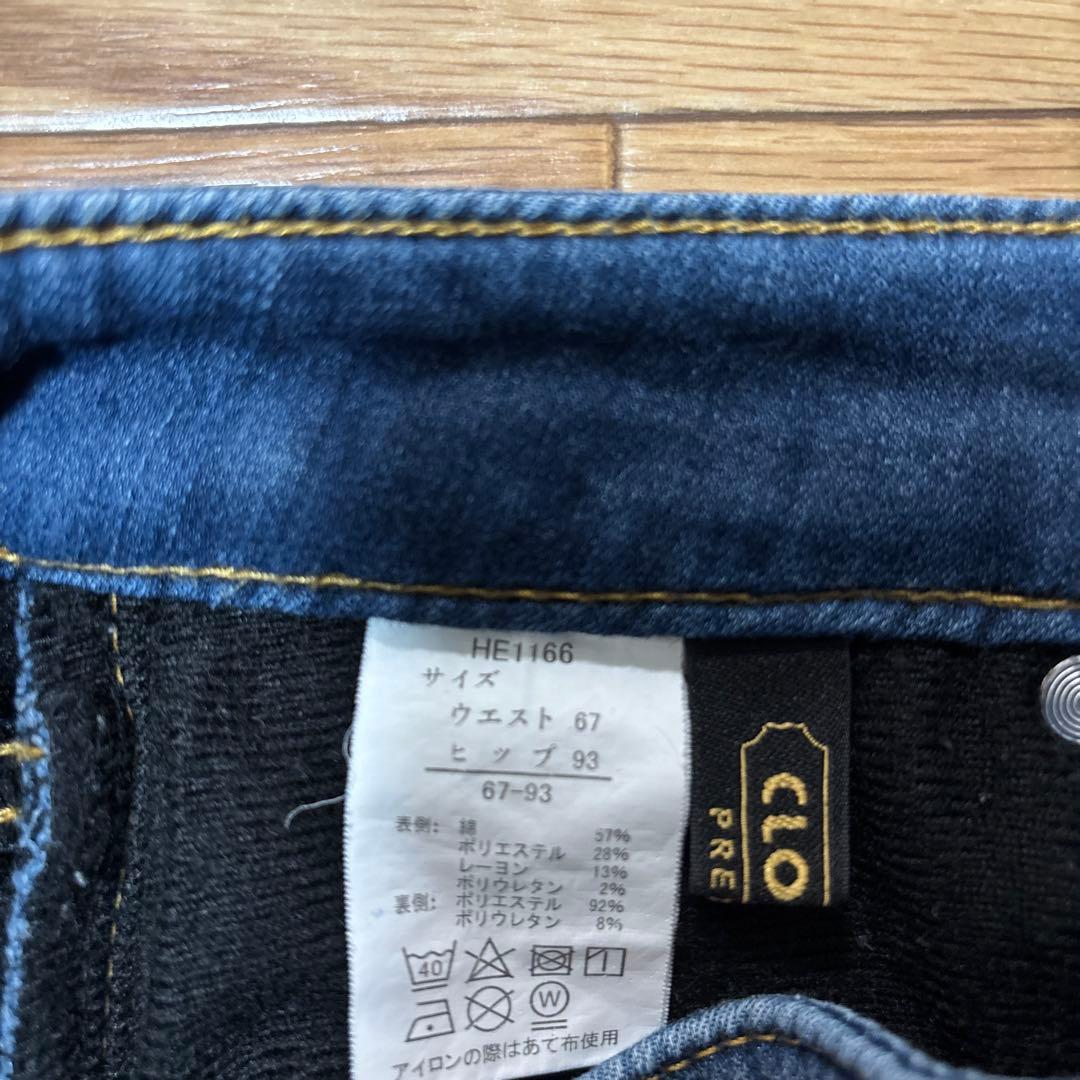 HE1166
サイズ
ウエスト 67
ヒップ 93
67-93
表側: 綿 57%
ポリエステル 28%
レーヨン 13%
ポリウレタン 2%
裏側: ポリエステル 92%
ポリウレタン 8%
40
W
アイロンの際はあて布使用
CLO
PRE